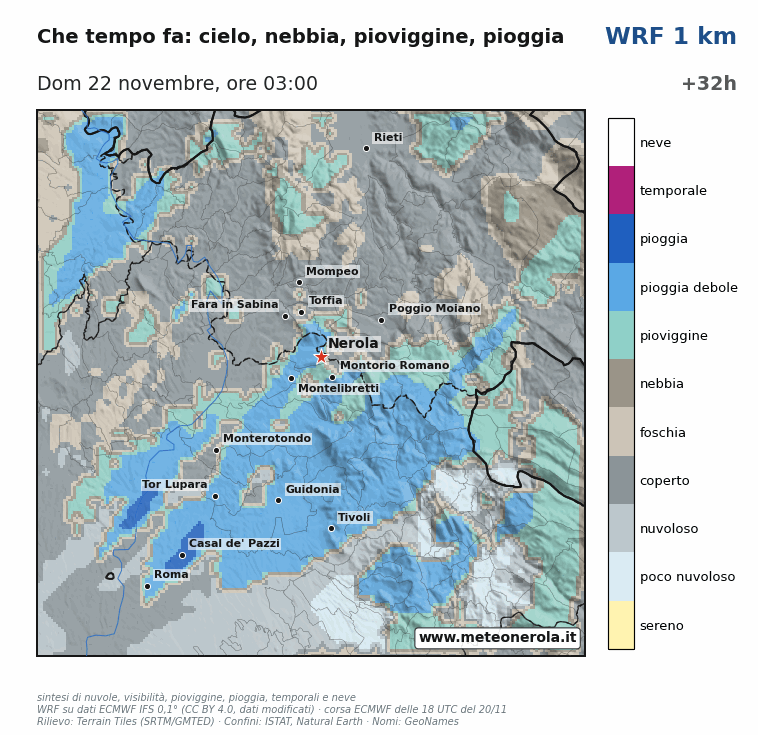 Che tempo fa: cielo, nebbia, pioviggine, pioggia
WRF 1 km
Dom 22 novembre, ore 03:00
+32h
Rieti
Mompeo
Toffia
Fara in Sabina
Poggio Moiano
Nerola
Montorio Romano
Montelibretti
Monterotondo
Tor Lupara
Guidonia
Tivoli
Casal de' Pazzi
Roma
www.meteonerola.it
neve
temporale
pioggia
pioggia debole
pioviggine
nebbia
foschia
coperto
nuvoloso
poco nuvoloso
sereno
sintesi di nuvole, visibilità, pioviggine, pioggia, temporali e neve
WRF su dati ECMWF IFS 0,1° (CC BY 4.0, dati modificati) · corsa ECMWF delle 18 UTC del 20/11
Rilievo: Terrain Tiles (SRTM/GMTED) · Confini: ISTAT, Natural Earth · Nomi: GeoNames